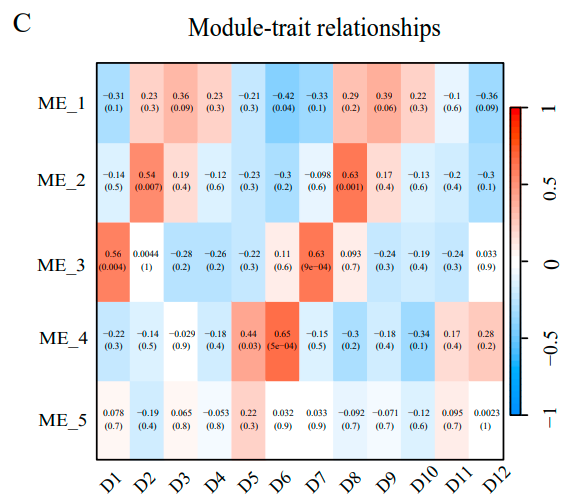 C
Module-trait relationships
ME_1
−0.31 0.23 0.36 0.23 −0.21 −0.42 −0.33 0.29 0.39 0.22 −0.1 −0.36
(0.1) (0.3) (0.09) (0.3) (0.3) (0.04) (0.1) (0.2) (0.06) (0.3) (0.6) (0.09)
ME_2
−0.14 0.54 0.19 −0.12 −0.23 −0.3 −0.098 0.63 0.17 −0.13 −0.2 −0.3
(0.5) (0.007) (0.4) (0.6) (0.3) (0.2) (0.6) (0.001) (0.4) (0.6) (0.4) (0.1)
ME_3
0.56 0.0044 −0.28 −0.26 −0.22 0.11 0.63 0.093 −0.24 −0.19 −0.24 0.033
(0.004) (1) (0.2) (0.2) (0.3) (0.6) (9e−04) (0.7) (0.3) (0.4) (0.3) (0.9)
ME_4
−0.22 −0.14 −0.029 −0.18 0.44 0.65 −0.15 −0.3 −0.18 −0.34 0.17 0.28
(0.3) (0.5) (0.9) (0.4) (0.03) (5e−04) (0.5) (0.2) (0.4) (0.1) (0.4) (0.2)
ME_5
0.078 −0.19 0.065 −0.053 0.22 0.032 0.033 −0.092 −0.071 −0.12 0.095 0.0023
(0.7) (0.4) (0.8) (0.8) (0.3) (0.9) (0.9) (0.7) (0.7) (0.6) (0.7) (1)
D1 D2 D3 D4 D5 D6 D7 D8 D9 D10 D11 D12
1
0.5
0
−0.5
−1